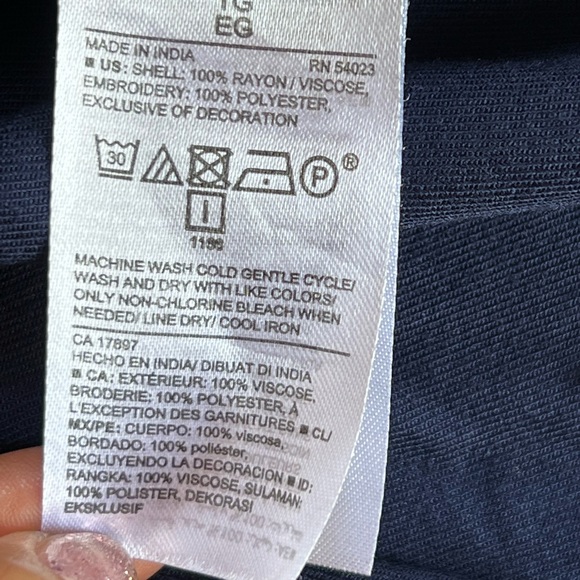 TG
EG
MADE IN INDIA RN 54023
■ US: SHELL: 100% RAYON / VISCOSE,
EMBROIDERY: 100% POLYESTER,
EXCLUSIVE OF DECORATION
30 P ®
1199
MACHINE WASH COLD GENTLE CYCLE/
WASH AND DRY WITH LIKE COLORS/
ONLY NON-CHLORINE BLEACH WHEN
NEEDED/ LINE DRY/ COOL IRON
CA 17897
HECHO EN INDIA/ DIBUAT DI INDIA
■ CA: EXTÉRIEUR: 100% VISCOSE,
BRODERIE: 100% POLYESTER, À
L'EXCEPTION DES GARNITURES ■ CL/
MX/PE: CUERPO: 100% viscosa,
BORDADO: 100% poliéster,
EXCLUYENDO LA DECORACION ■ ID:
RANGKA: 100% VISCOSE, SULAMAN:
100% POLISTER, DEKORASI
EKSKLUSIF